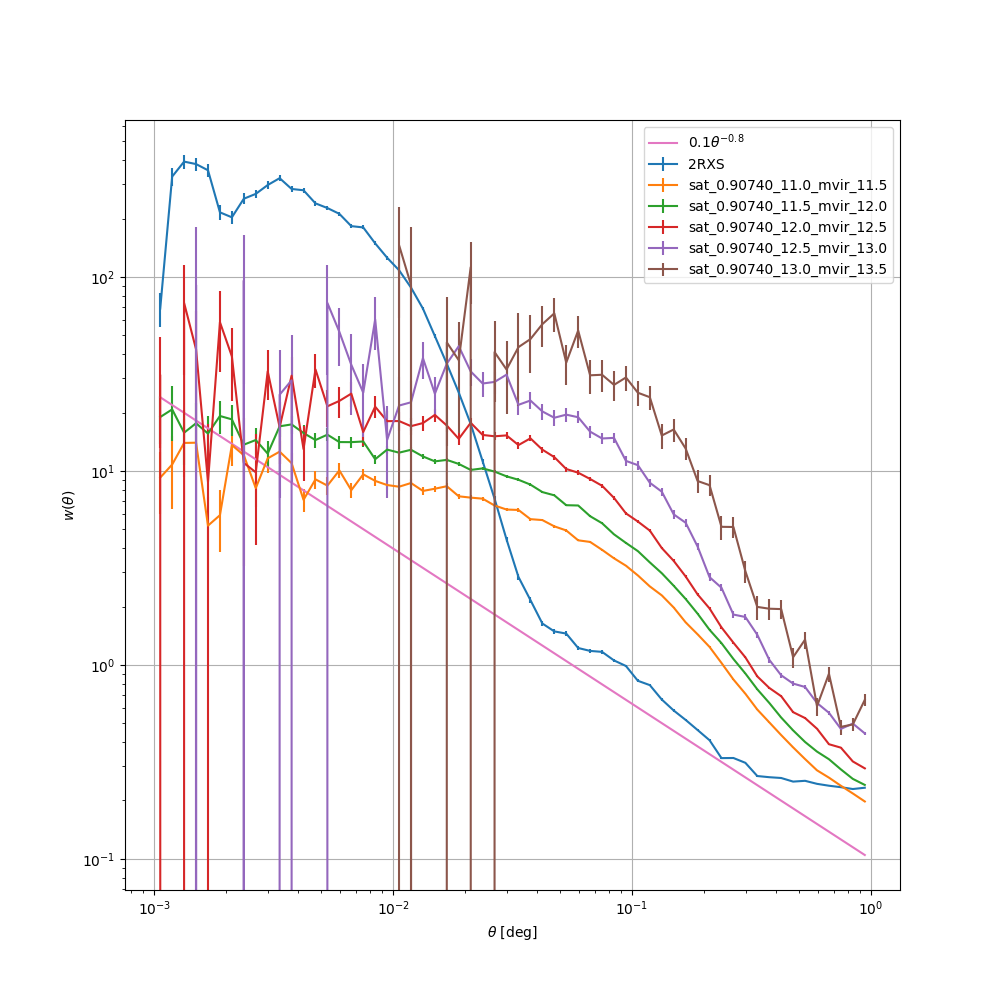 0.1θ^{-0.8}
2RXS
sat_0.90740_11.0_mvir_11.5
sat_0.90740_11.5_mvir_12.0
sat_0.90740_12.0_mvir_12.5
sat_0.90740_12.5_mvir_13.0
sat_0.90740_13.0_mvir_13.5
10^2
10^1
10^0
10^{-1}
w(θ)
10^{-3} 10^{-2} 10^{-1} 10^0
θ [deg]